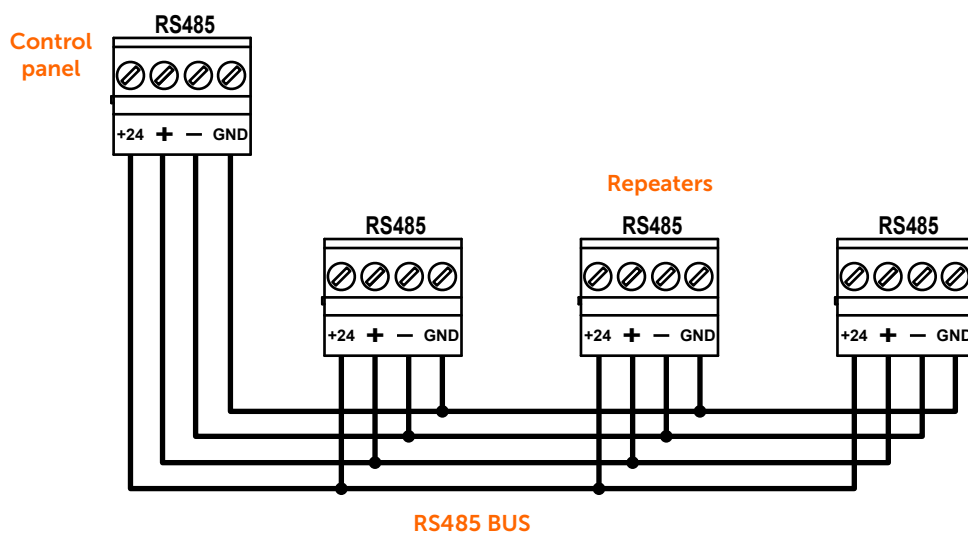 RS485
Control
panel
+24 + − GND
Repeaters
RS485
RS485
RS485
+24 + − GND
+24 + − GND
+24 + − GND
RS485 BUS